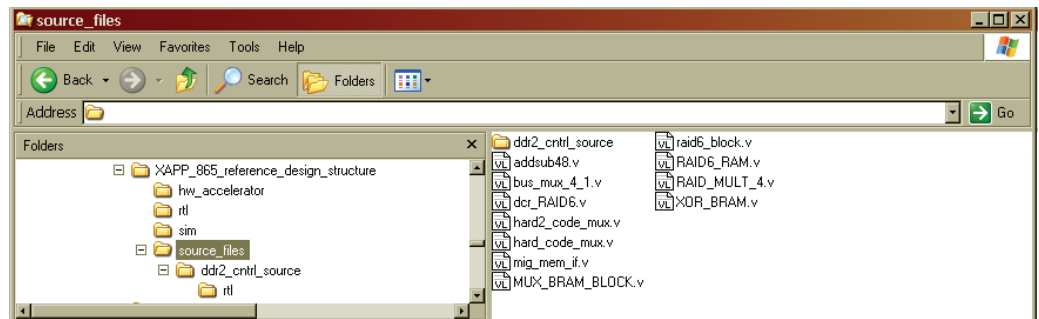 source_files
File Edit View Favorites Tools Help
Back Search Folders
Address Go
Folders
XAPP_865_reference_design_structure
hw_accelerator
rtl
sim
source_files
ddr2_cntrl_source
rtl
ddr2_cntrl_source
addsub48.v
bus_mux_4_1.v
dcr_RAID6.v
hard2_code_mux.v
hard_code_mux.v
mig_mem_if.v
MUX_BRAM_BLOCK.v
raid6_block.v
RAID6_RAM.v
RAID_MULT_4.v
XOR_BRAM.v